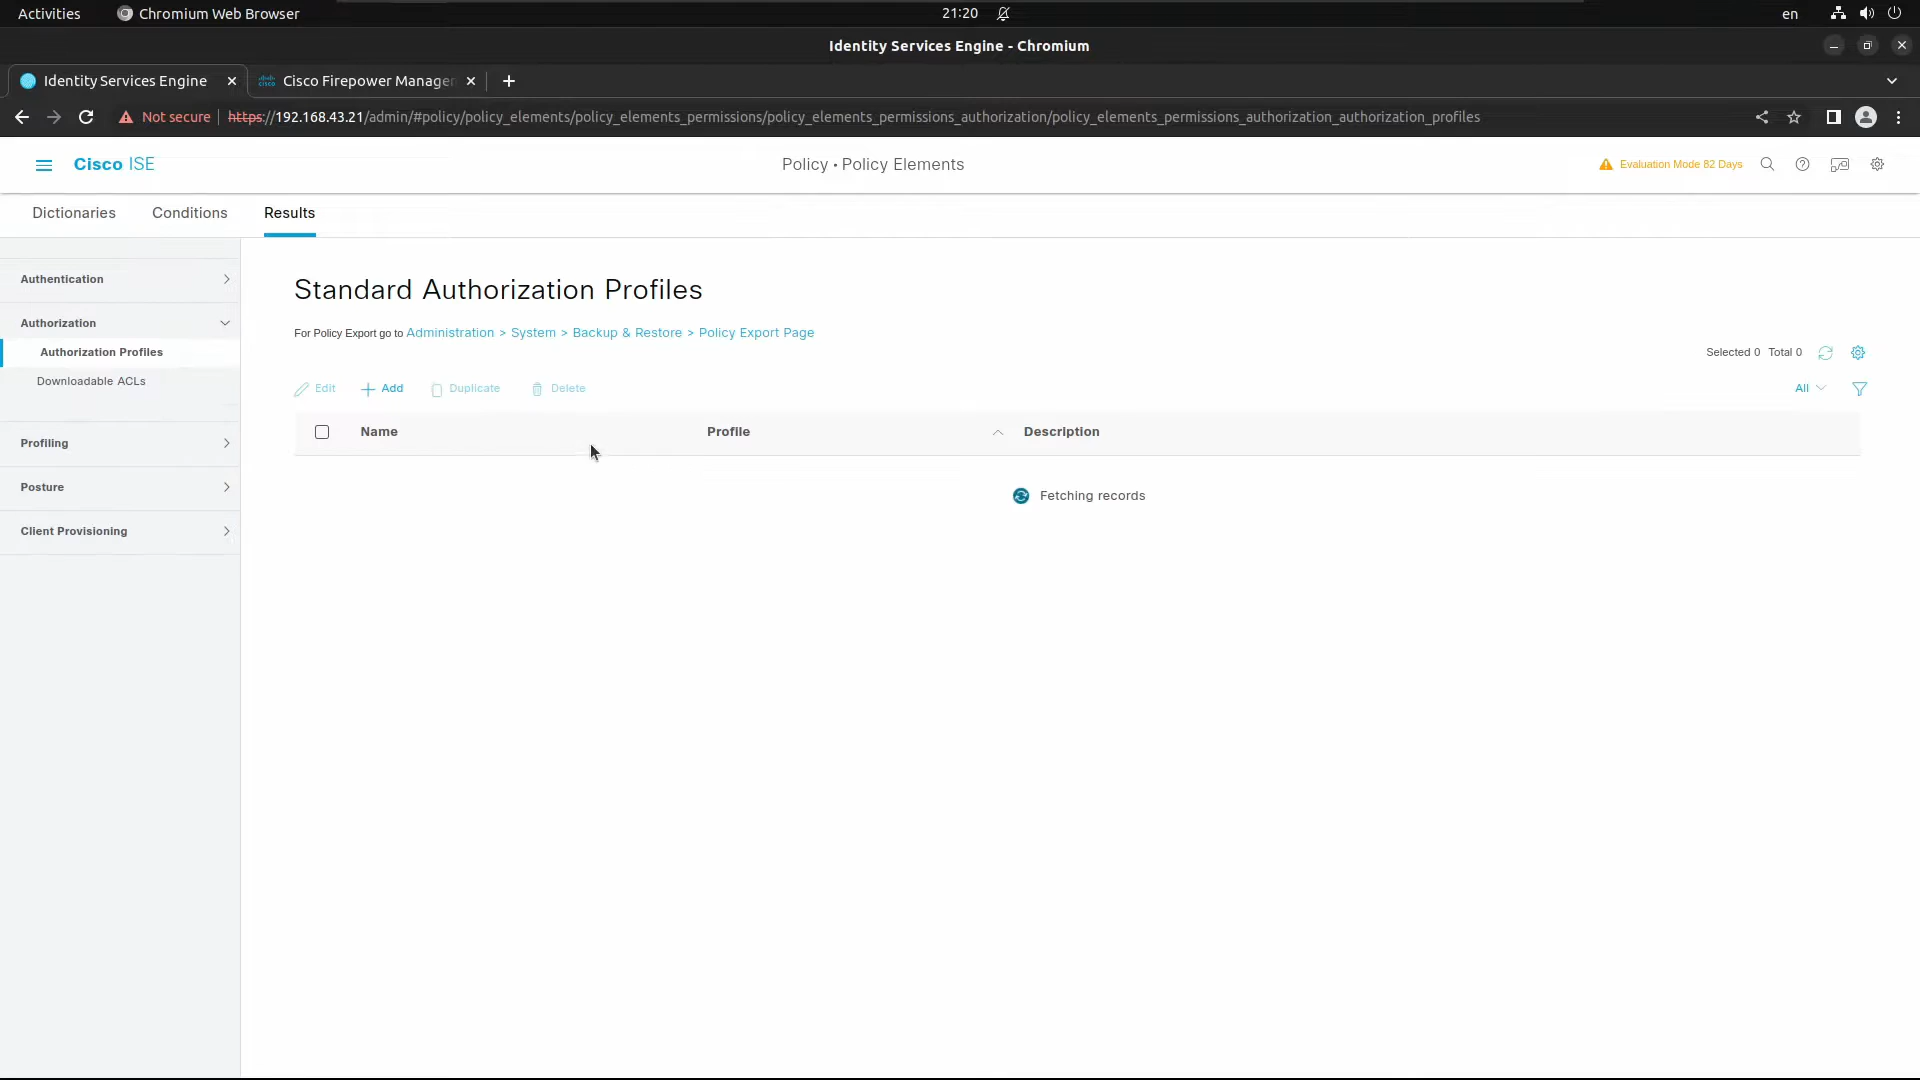 Activities Chromium Web Browser 21:20 en
Identity Services Engine - Chromium
Identity Services Engine Cisco Firepower Manager
Not secure https://192.168.43.21/admin/#policy/policy_elements/policy_elements_permissions/policy_elements_permissions_authorization/policy_elements_permissions_authorization_authorization_profiles
Cisco ISE Policy • Policy Elements Evaluation Mode 82 Days
Dictionaries Conditions Results
Authentication
Authorization
Authorization Profiles
Downloadable ACLs
Profiling
Posture
Client Provisioning
Standard Authorization Profiles
For Policy Export go to Administration > System > Backup & Restore > Policy Export Page
Selected 0 Total 0
Edit Add Duplicate Delete All
Name Profile Description
Fetching records